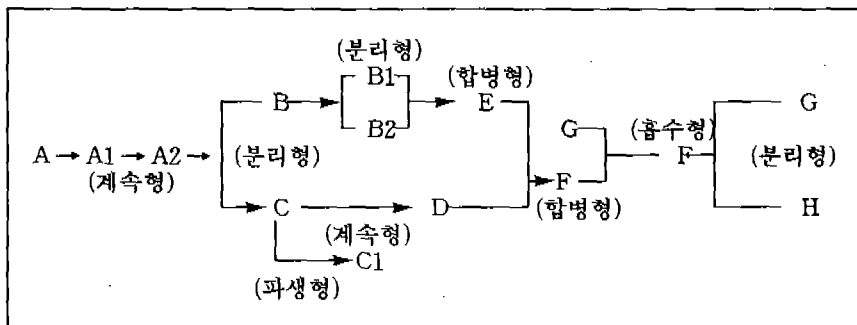 (분리형)
B1 (합병형)
B E
B2 G (흡수형) G
A → A1 → A2 → (분리형) F (분리형)
(계속형) F
C D (합병형) H
(계속형)
C1
(파생형)